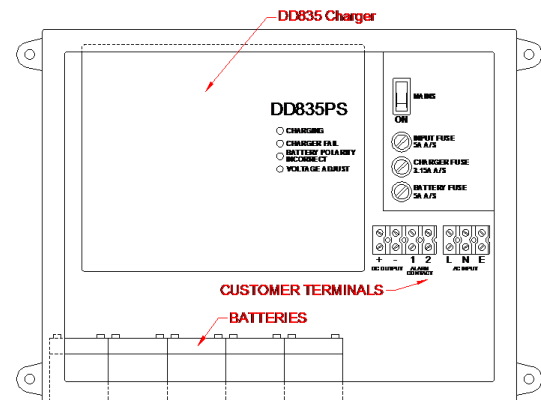 DD835 Charger
DD835PS
CHARGING
CHARGER FAIL
BATTERY POLARITY
INCORRECT
VOLTAGE ADJUST
MAINS
ON
INPUT FUSE
5A A/S
CHARGER FUSE
3.15A A/S
BATTERY FUSE
5A A/S
+ - 1 2 L N E
DC OUTPUT ALARM CONTACT AC INPUT
CUSTOMER TERMINALS
BATTERIES